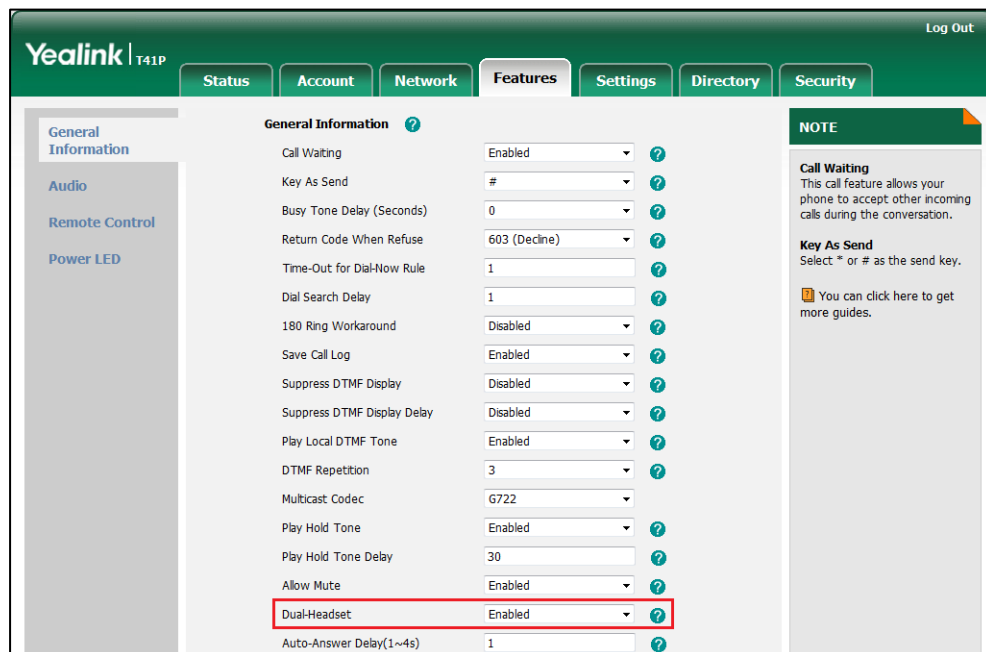 Log Out
Yealink T41P
Status Account Network Features Settings Directory Security
General Information
Audio
Remote Control
Power LED
General Information
Call Waiting Enabled
Key As Send #
Busy Tone Delay (Seconds) 0
Return Code When Refuse 603 (Decline)
Time-Out for Dial-Now Rule 1
Dial Search Delay 1
180 Ring Workaround Disabled
Save Call Log Enabled
Suppress DTMF Display Disabled
Suppress DTMF Display Delay Disabled
Play Local DTMF Tone Enabled
DTMF Repetition 3
Multicast Codec G722
Play Hold Tone Enabled
Play Hold Tone Delay 30
Allow Mute Enabled
Dual-Headset Enabled
Auto-Answer Delay(1~4s) 1
NOTE
Call Waiting
This call feature allows your
phone to accept other incoming
calls during the conversation.
Key As Send
Select * or # as the send key.
You can click here to get
more guides.